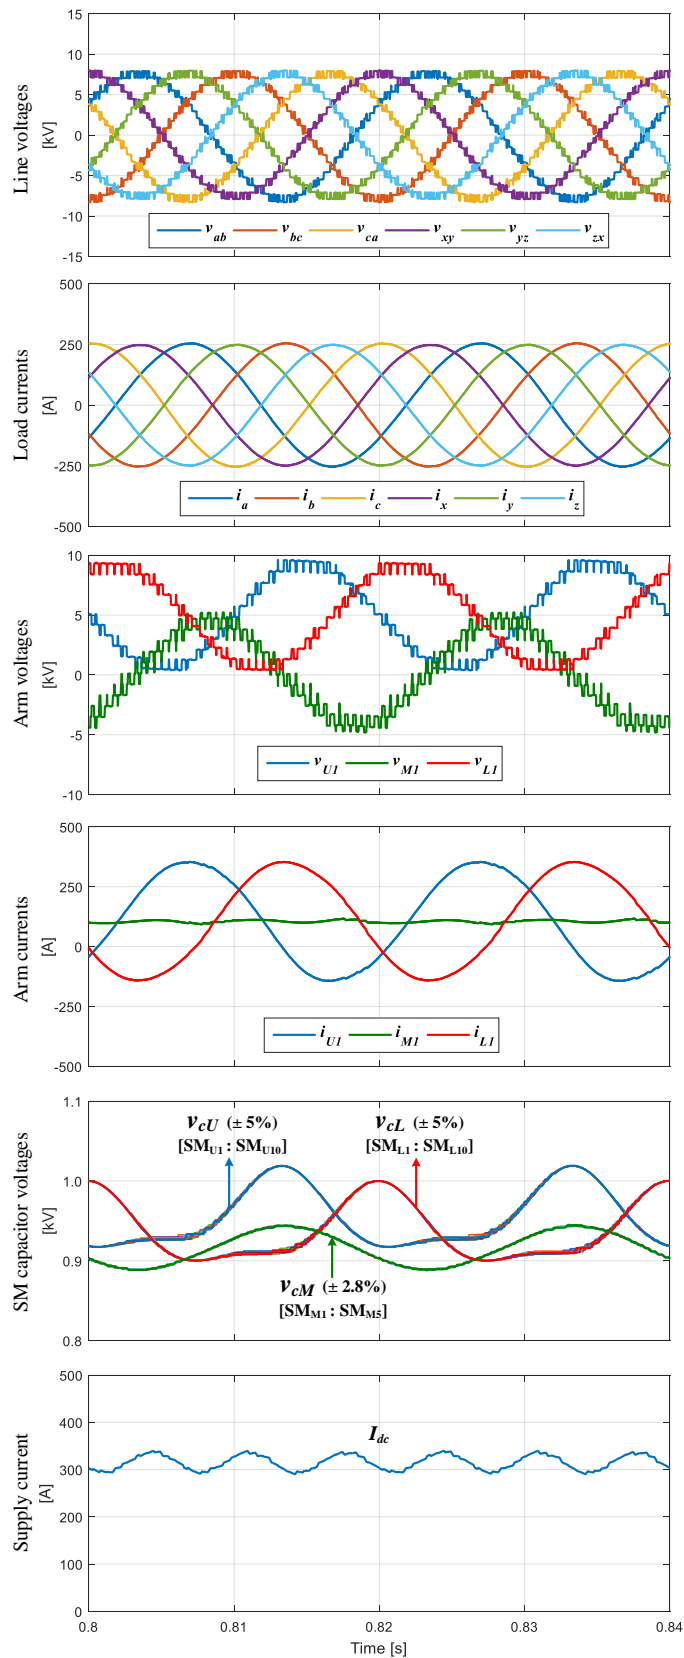 Line voltages
[kV]
15
10
5
0
-5
-10
-15
v_ab v_bc v_ca v_xy v_yz v_zx
Load currents
[A]
500
250
0
-250
-500
i_a i_b i_c i_x i_y i_z
Arm voltages
[kV]
10
5
0
-5
-10
v_U1 v_M1 v_L1
Arm currents
[A]
500
250
0
-250
-500
i_U1 i_M1 i_L1
SM capacitor voltages
[kV]
1.1
1.0
0.9
0.8
v_cU (± 5%)
[SM_U1 : SM_U10]
v_cL (± 5%)
[SM_L1 : SM_L10]
v_cM (± 2.8%)
[SM_M1 : SM_M5]
Supply current
[A]
500
400
300
200
100
0
I_dc
0.8 0.81 0.82 0.83 0.84
Time [s]